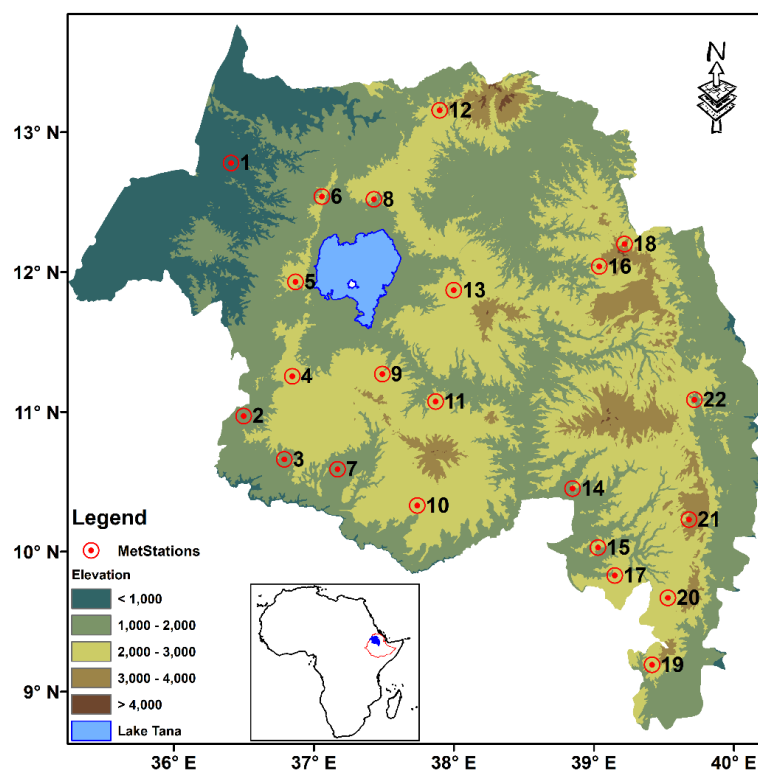 N
13° N
12° N
11° N
10° N
9° N
12
1
6
8
18
16
5
13
4
9
22
11
2
3
7
14
10
21
15
17
20
19
Legend
MetStations
Elevation
< 1,000
1,000 - 2,000
2,000 - 3,000
3,000 - 4,000
> 4,000
Lake Tana
36° E
37° E
38° E
39° E
40° E